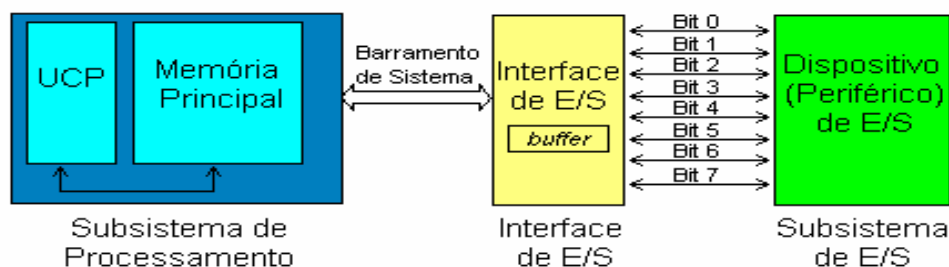 UCP
Memória
Principal
Barramento
de Sistema
Interface
de E/S
buffer
Bit 0
Bit 1
Bit 2
Bit 3
Bit 4
Bit 5
Bit 6
Bit 7
Dispositivo
(Periférico)
de E/S
Subsistema de
Processamento
Interface
de E/S
Subsistema
de E/S